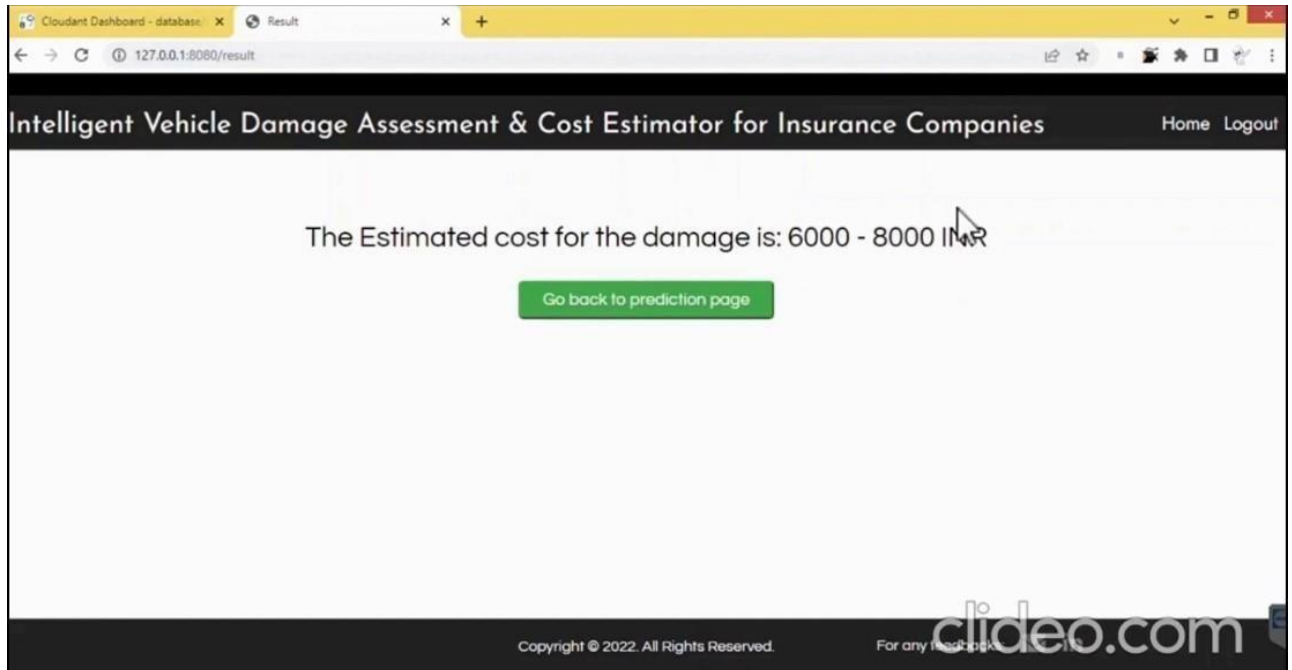 Cloudant Dashboard - database/ Result
127.0.0.1:8080/result
Intelligent Vehicle Damage Assessment & Cost Estimator for Insurance Companies Home Logout
The Estimated cost for the damage is: 6000 - 8000 INR
Go back to prediction page
Copyright © 2022. All Rights Reserved. For any feedbacks:
clideo.com